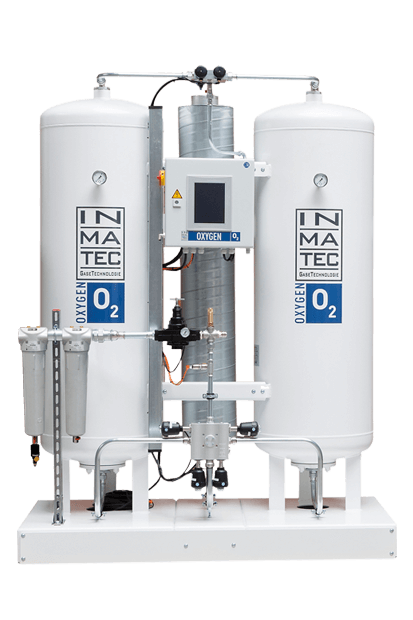 IN
MA
TEC
GASETECHNOLOGIE
OXYGEN
O2
OXYGEN O2
IN
MA
TEC
GASETECHNOLOGIE
OXYGEN
O2